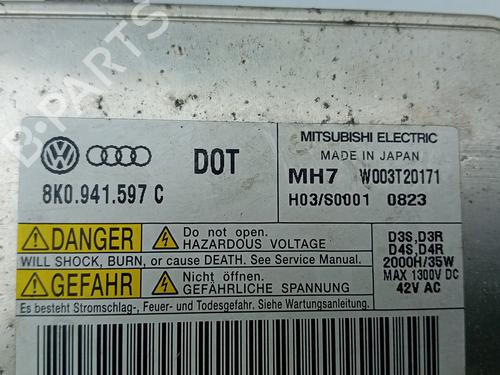 B-PARTS
DOT
8K0.941.597 C
MITSUBISHI ELECTRIC
MADE IN JAPAN
MH7 W003T20171
H03/S0001 0823
DANGER
Do not open.
HAZARDOUS VOLTAGE
WILL SHOCK, BURN, or cause DEATH. See Service Manual.
GEFAHR
Nicht öffnen.
GEFÄHRLICHE SPANNUNG
Es besteht Stromschlag-, Feuer- und Todesgefahr. Siehe Wartungsanleitung.
D3S, D3R
D4S, D4R
2000H/35W
MAX 1300V DC
42V AC